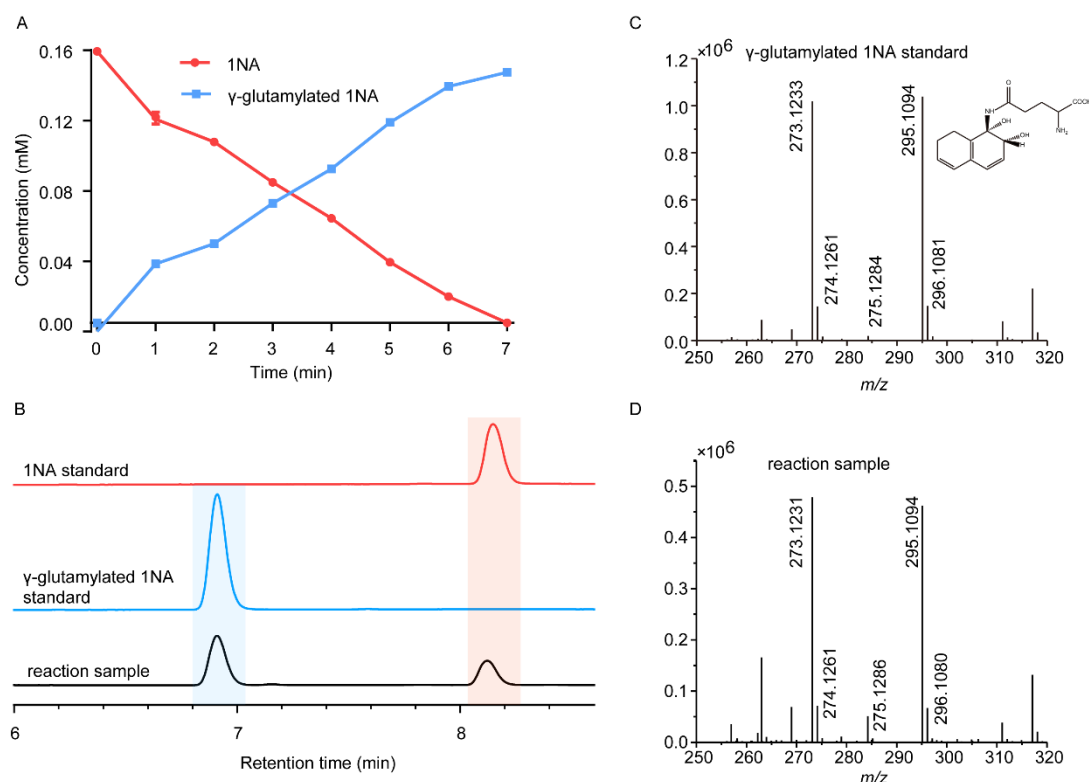 A
1NA
γ-glutamylated 1NA
Concentration (mM)
0.16
0.12
0.08
0.04
0.00
0 1 2 3 4 5 6 7
Time (min)
B
1NA standard
γ-glutamylated 1NA
standard
reaction sample
6 7 8
Retention time (min)
C
×10⁶
γ-glutamylated 1NA standard
1.2
1.0
0.8
0.6
0.4
0.2
0.0
273.1233
274.1261
275.1284
295.1094
296.1081
O
NH
OH
OH
H
NH₂
COOH
250 260 270 280 290 300 310 320
m/z
D
×10⁶
reaction sample
0.5
0.4
0.3
0.2
0.1
0.0
273.1231
274.1261
275.1286
295.1094
296.1080
250 260 270 280 290 300 310 320
m/z